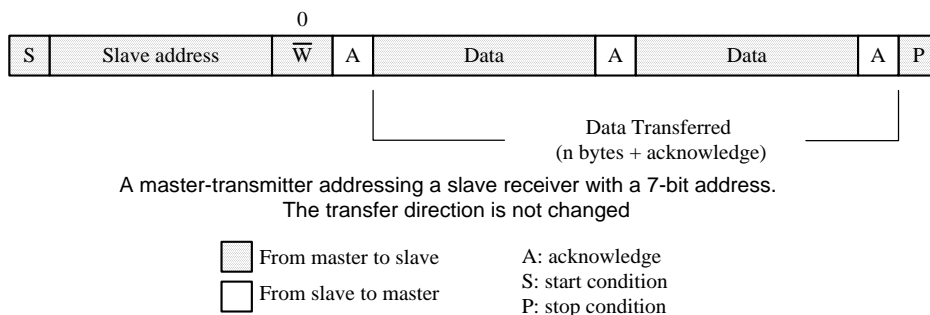 0
S Slave address W̅ A Data A Data A P
Data Transferred
(n bytes + acknowledge)
A master-transmitter addressing a slave receiver with a 7-bit address.
The transfer direction is not changed
From master to slave
From slave to master
A: acknowledge
S: start condition
P: stop condition